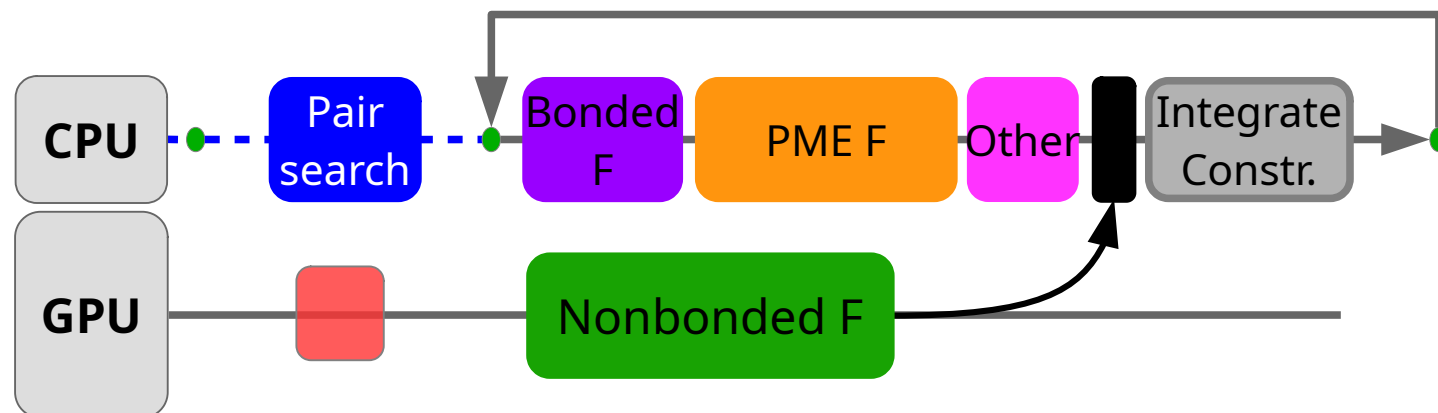 CPU
Pair
search
Bonded
F
PME F
Other
Integrate
Constr.
GPU
Nonbonded F